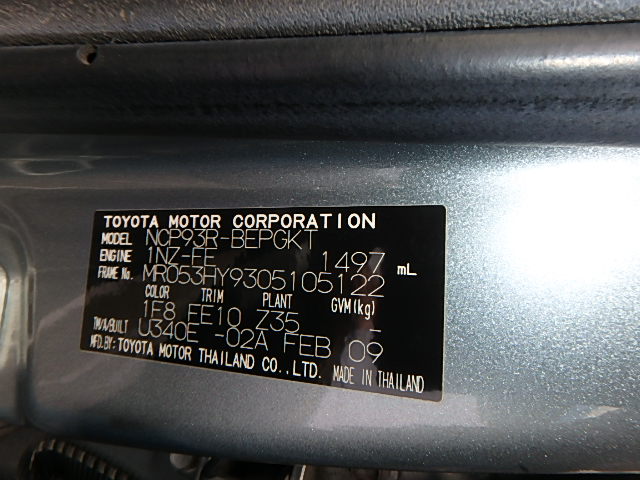 TOYOTA MOTOR CORPORATION
MODEL NCP93R-BEPGKT
ENGINE 1NZ-FE 1497 mL
FRAME No. MR053HY9305105122
COLOR TRIM PLANT GVM(kg)
1F8 FE10 Z35 -
TM/A/BUILT U340E -02A FEB 09
MFD.BY:TOYOTA MOTOR THAILAND CO.,LTD. MADE IN THAILAND